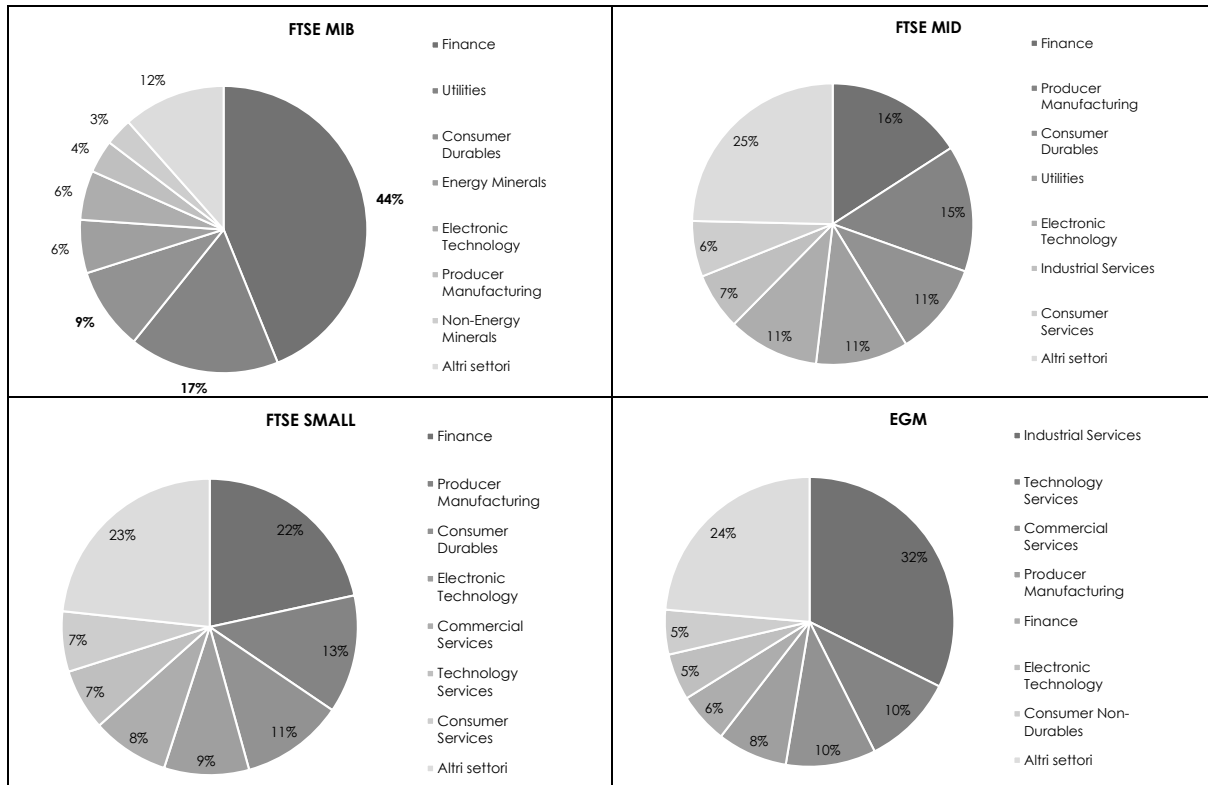 FTSE MIB
Finance
Utilities
Consumer
Durables
Energy Minerals
Electronic
Technology
Producer
Manufacturing
Non-Energy
Minerals
Altri settori
44%
17%
9%
6%
6%
4%
3%
12%
FTSE MID
Finance
Producer
Manufacturing
Consumer
Durables
Utilities
Electronic
Technology
Industrial Services
Consumer
Services
Altri settori
16%
15%
11%
11%
11%
7%
6%
25%
FTSE SMALL
Finance
Producer
Manufacturing
Consumer
Durables
Electronic
Technology
Commercial
Services
Technology
Services
Consumer
Services
Altri settori
22%
13%
11%
9%
8%
7%
7%
23%
EGM
Industrial Services
Technology
Services
Commercial
Services
Producer
Manufacturing
Finance
Electronic
Technology
Consumer Non-
Durables
Altri settori
32%
10%
10%
8%
6%
5%
5%
24%